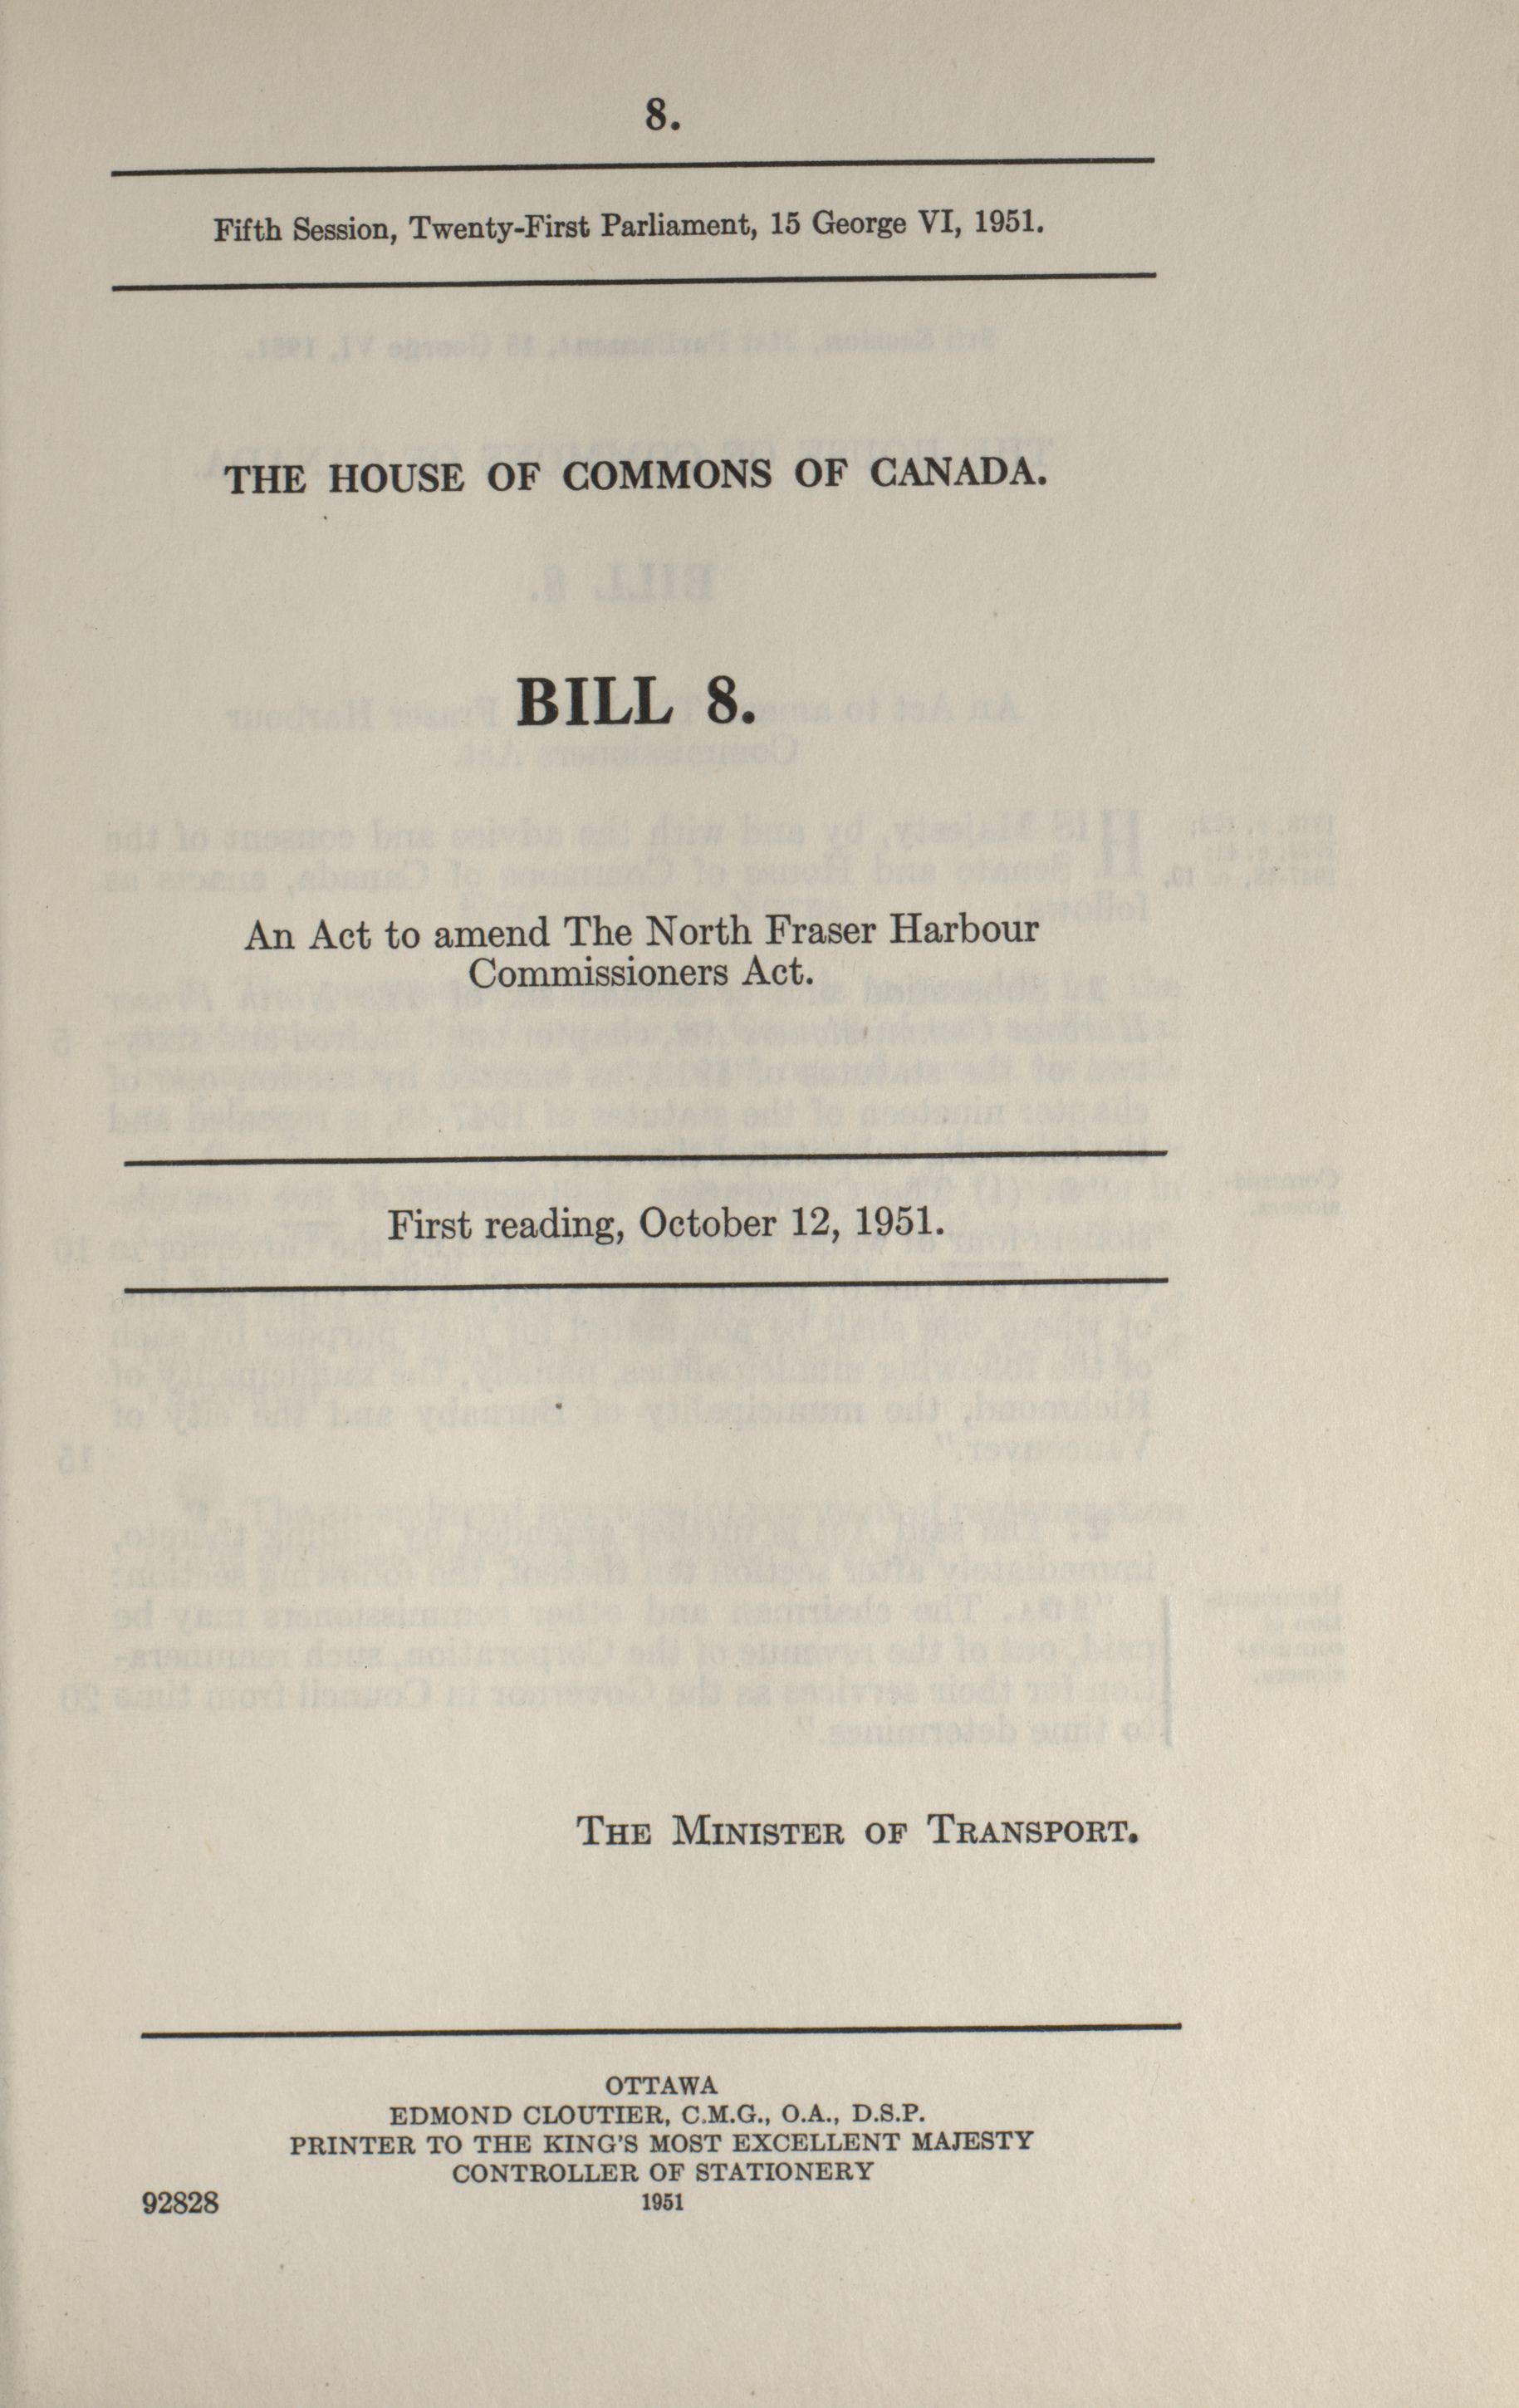 8.
Fifth Session, Twenty-First Parliament, 15 George VI, 1951.
THE HOUSE OF COMMONS OF CANADA.
BILL 8.
An Act to amend The North Fraser Harbour
Commissioners Act.
First reading, October 12, 1951.
THE MINISTER OF TRANSPORT.
OTTAWA
EDMOND CLOUTIER, C.M.G., O.A., D.S.P.
PRINTER TO THE KING'S MOST EXCELLENT MAJESTY
CONTROLLER OF STATIONERY
92828 1951